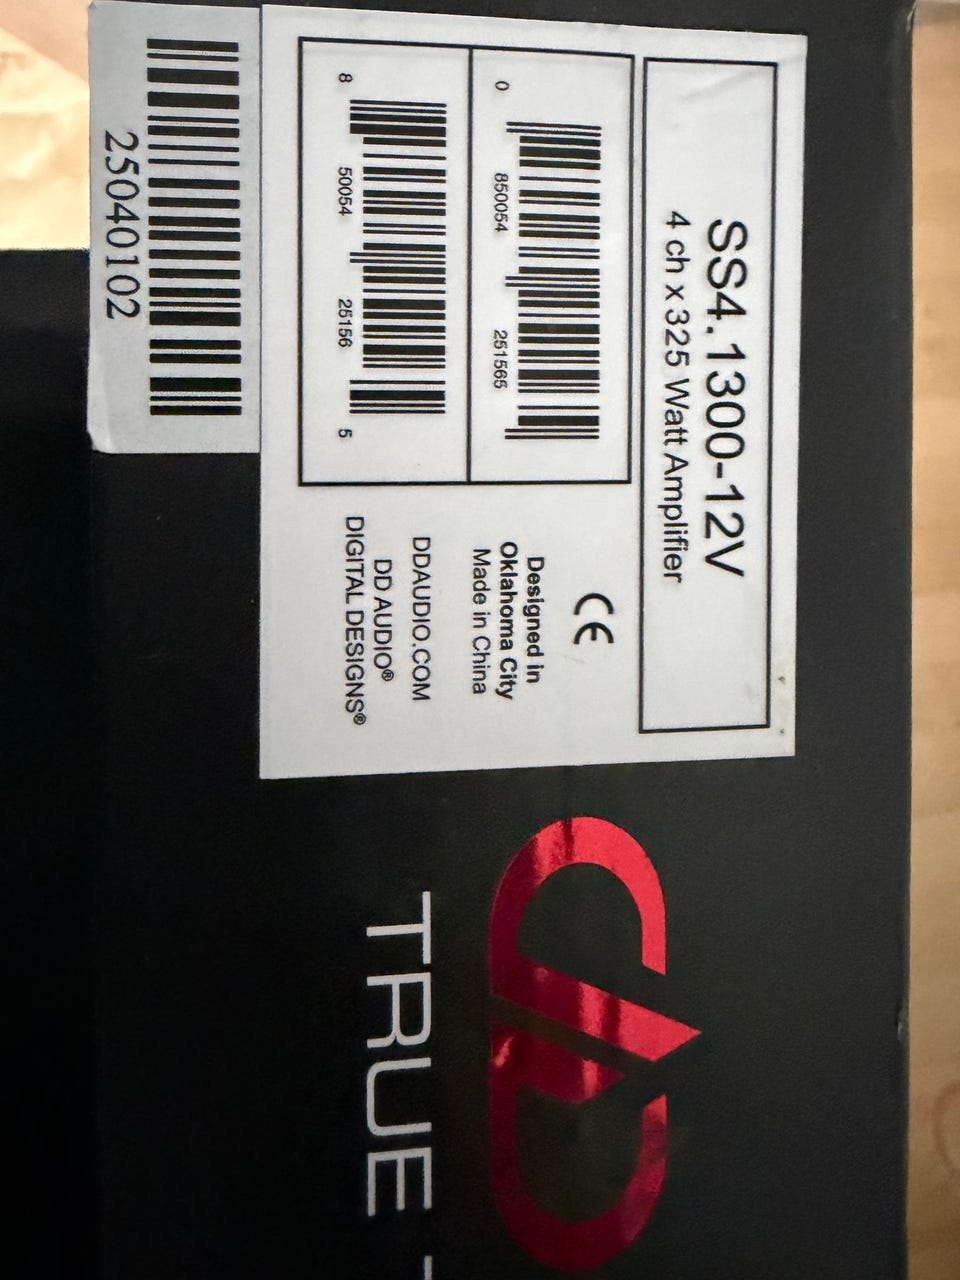 SS4.1300-12V
4 ch x 325 Watt Amplifier
0 850054 251565
8 50054 25156 5
CE
Designed in
Oklahoma City
Made in China
DDAUDIO.COM
DD AUDIO®
DIGITAL DESIGNS®
25040102
TRUE